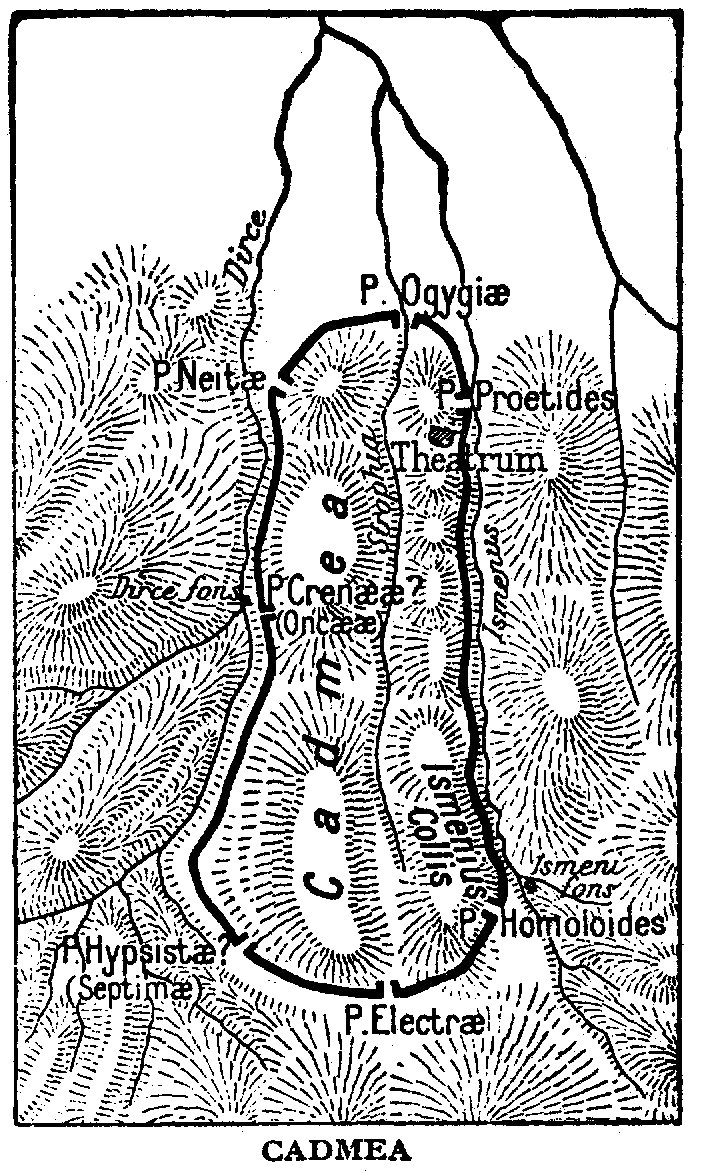 Dirce
P. Ogygiæ
P.Neitæ
P. Proetides
Theatrum
Strophia
Ismenus
Dirce fons
P.Crenææ?
(Oncææ)
Cadmea
Ismenius
Collis
Ismeni
fons
P. Homoloides
P.Hypsistæ?
(Septimæ)
P.Electræ
CADMEA